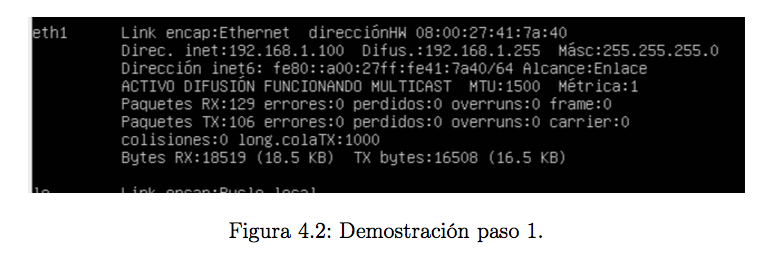 eth1 Link encap:Ethernet direcciónHW 08:00:27:41:7a:40
Direc. inet:192.168.1.100 Difus.:192.168.1.255 Másc:255.255.255.0
Dirección inet6: fe80::a00:27ff:fe41:7a40/64 Alcance:Enlace
ACTIVO DIFUSIÓN FUNCIONANDO MULTICAST MTU:1500 Métrica:1
Paquetes RX:129 errores:0 perdidos:0 overruns:0 frame:0
Paquetes TX:106 errores:0 perdidos:0 overruns:0 carrier:0
colisiones:0 long.colaTX:1000
Bytes RX:18519 (18.5 KB) TX bytes:16508 (16.5 KB)
lo Link encap:Bucle local
Figura 4.2: Demostración paso 1.